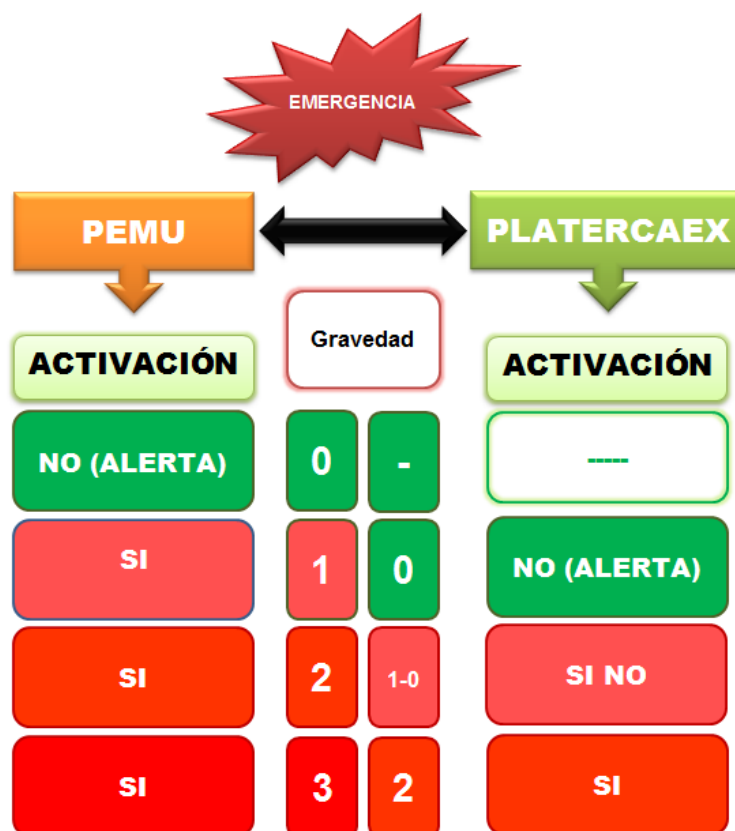 EMERGENCIA
PEMU
PLATERCAEX
Gravedad
ACTIVACIÓN
ACTIVACIÓN
NO (ALERTA) 0 - -----
SI 1 0 NO (ALERTA)
SI 2 1-0 SI NO
SI 3 2 SI